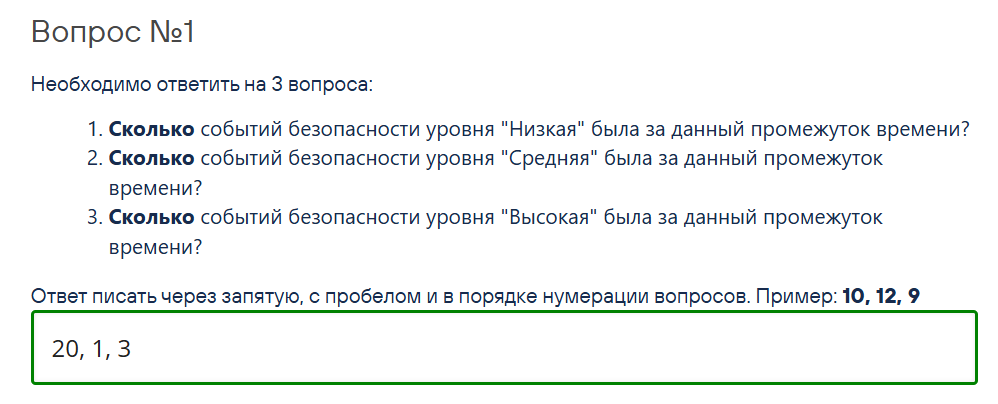 Вопрос №1
Необходимо ответить на 3 вопроса:
1. Сколько событий безопасности уровня "Низкая" была за данный промежуток времени?
2. Сколько событий безопасности уровня "Средняя" была за данный промежуток
времени?
3. Сколько событий безопасности уровня "Высокая" была за данный промежуток
времени?
Ответ писать через запятую, с пробелом и в порядке нумерации вопросов. Пример: 10, 12, 9
20, 1, 3